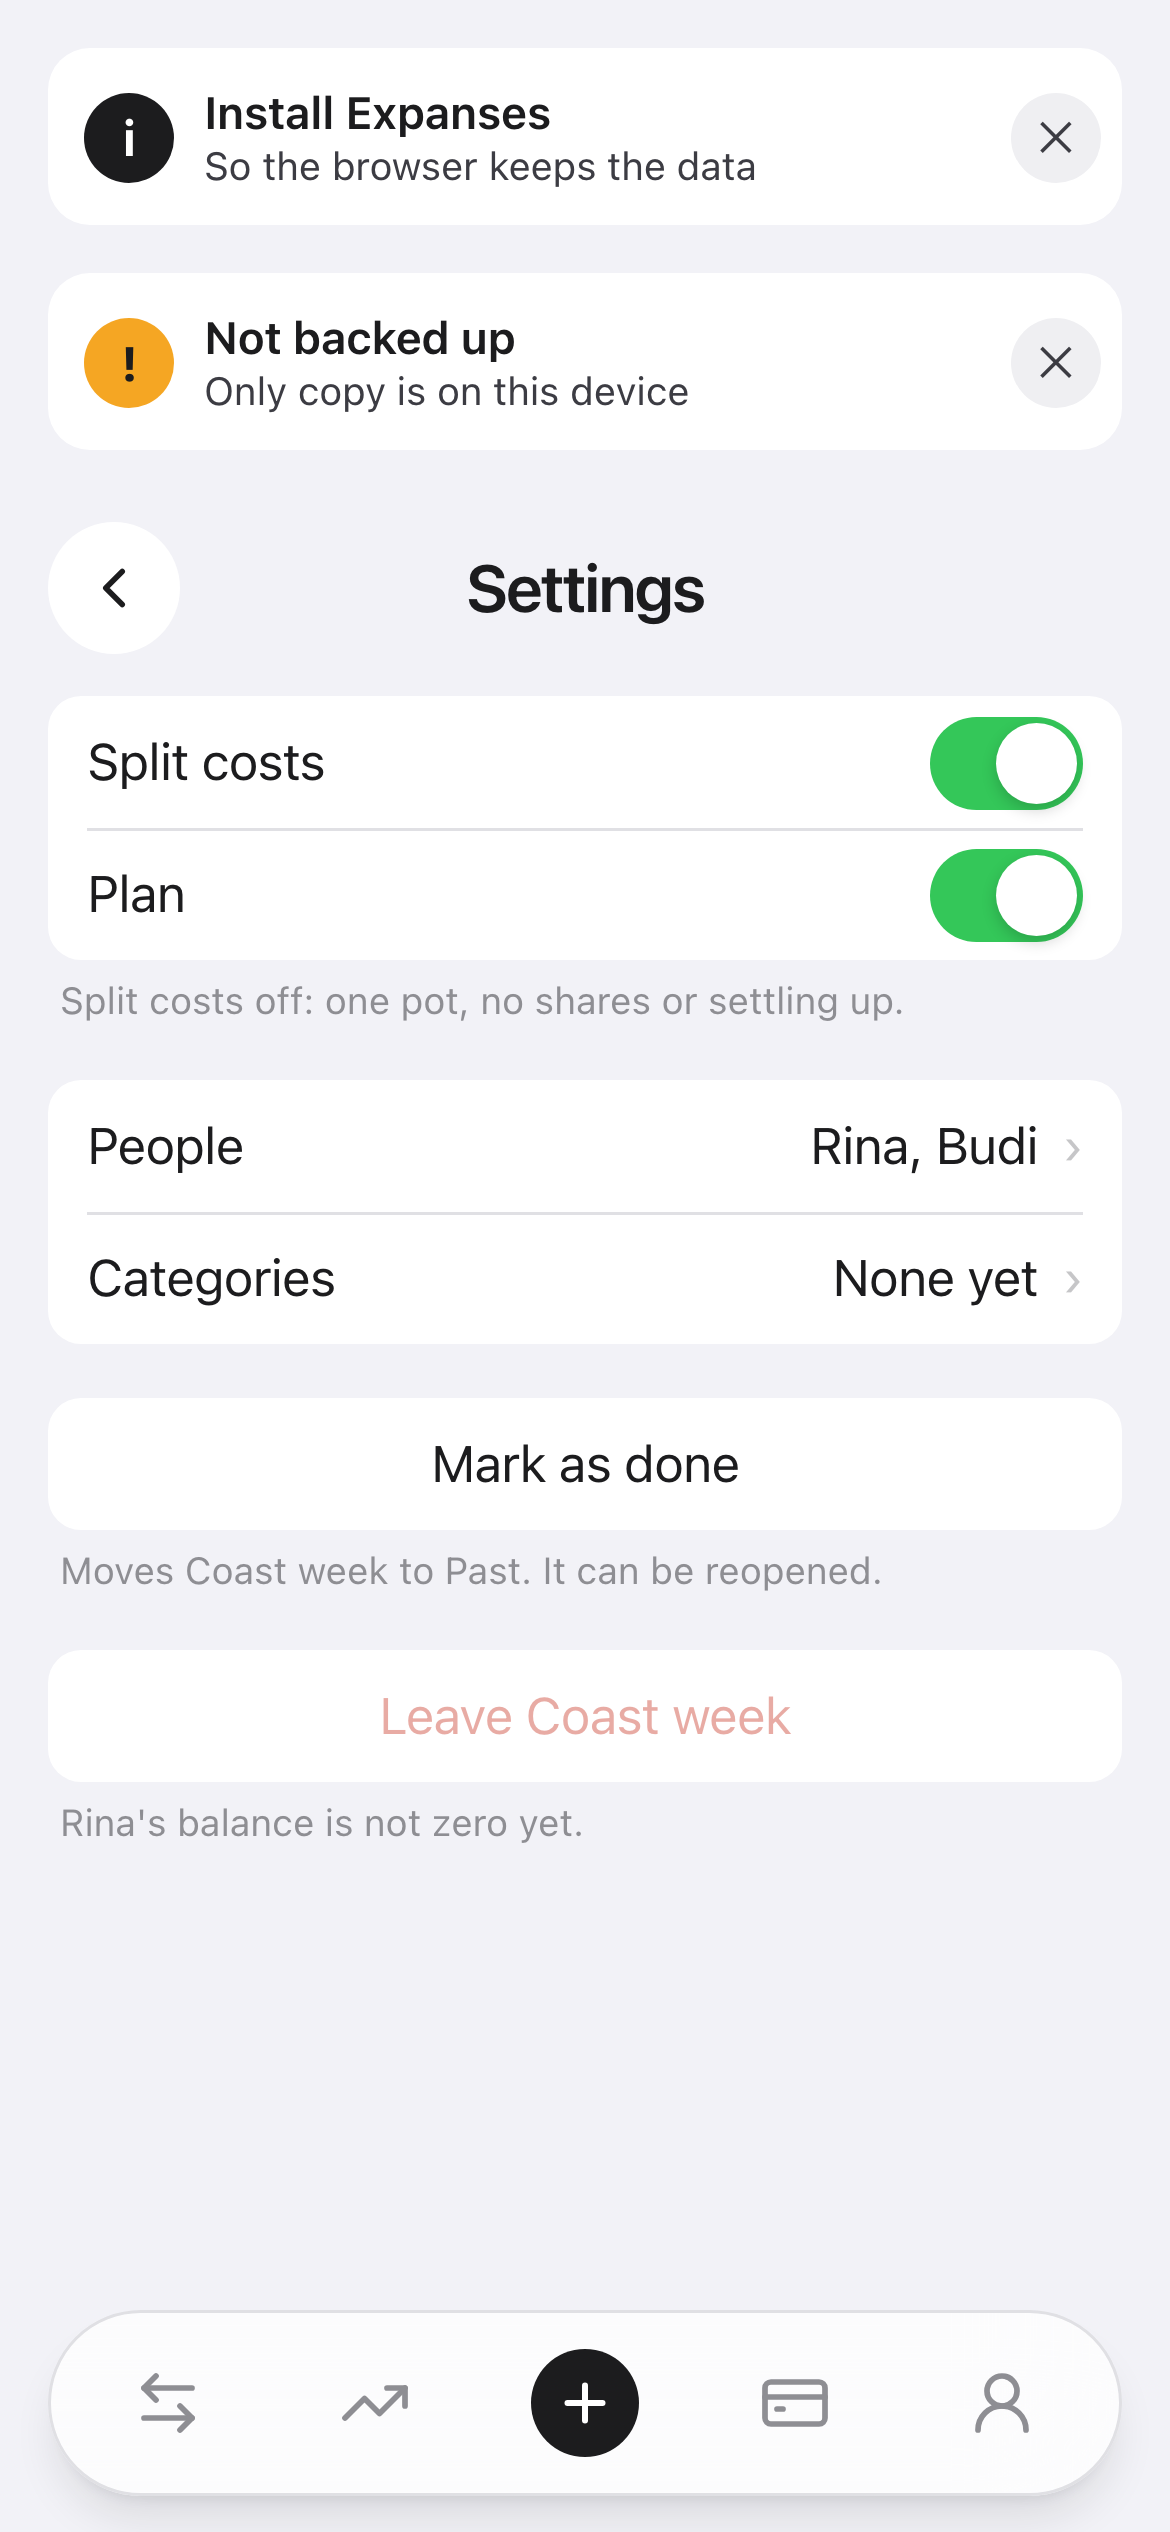 Install Expanses
So the browser keeps the data
Not backed up
Only copy is on this device
Settings
Split costs
Plan
Split costs off: one pot, no shares or settling up.
People Rina, Budi
Categories None yet
Mark as done
Moves Coast week to Past. It can be reopened.
Leave Coast week
Rina's balance is not zero yet.